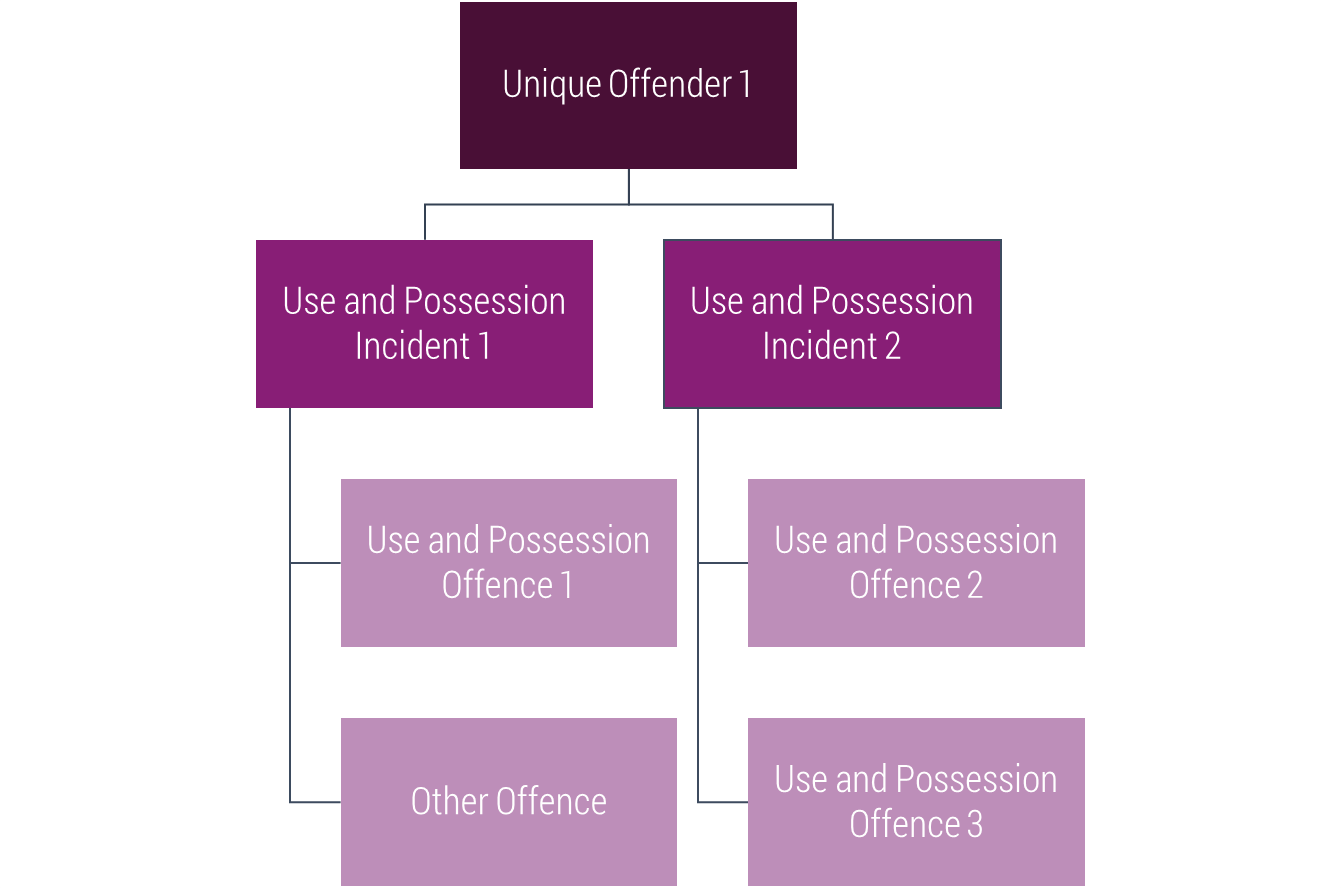 Unique Offender 1
Use and Possession
Incident 1
Use and Possession
Incident 2
Use and Possession
Offence 1
Use and Possession
Offence 2
Other Offence
Use and Possession
Offence 3